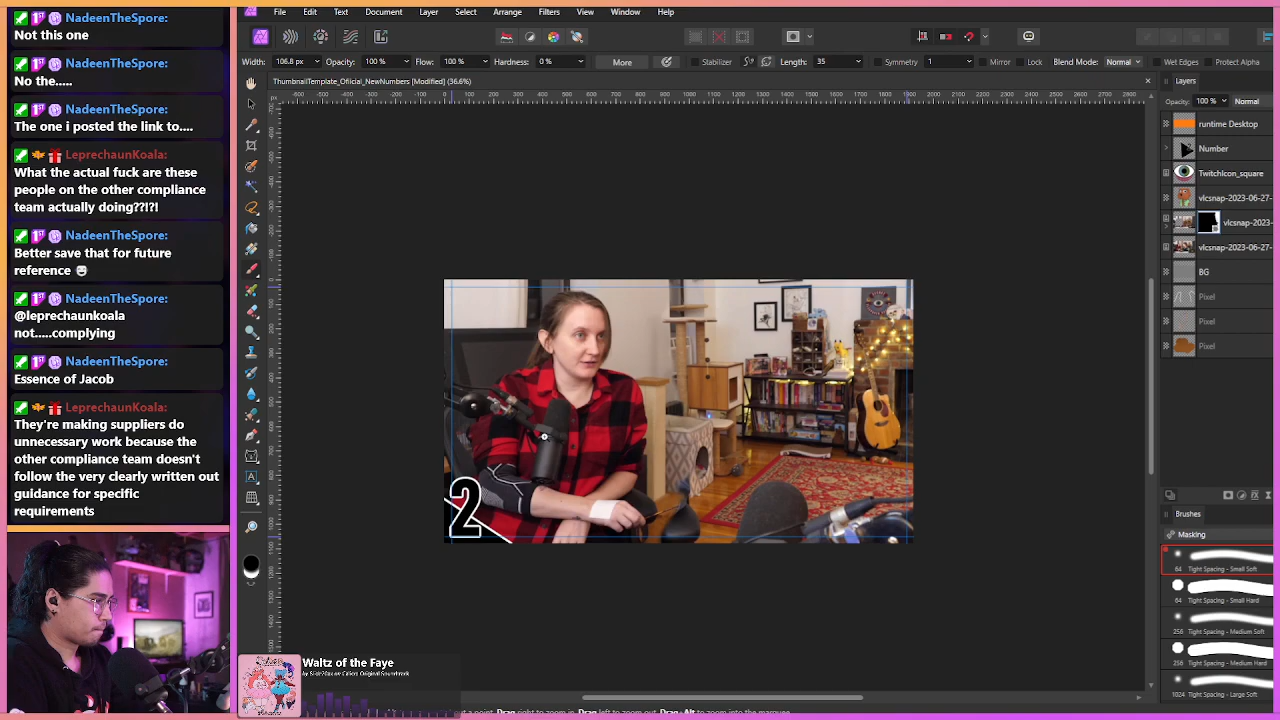 NadeenTheSpore:
Not this one
NadeenTheSpore:
No the.....
NadeenTheSpore:
The one i posted the link to....
LeprechaunKoala:
What the actual fuck are these
people on the other compliance
team actually doing??!?!
NadeenTheSpore:
Better save that for future
reference
NadeenTheSpore:
@leprechaunkoala
not.....complying
NadeenTheSpore:
Essence of Jacob
LeprechaunKoala:
They're making suppliers do
unnecessary work because the
other compliance team doesn't
follow the very clearly written out
guidance for specific
requirements
File Edit Text Document Layer Select Arrange Filters View Window Help
Width: 106.8 px Opacity: 100 % Flow: 100 % Hardness: 0 % More Stabilizer Length: 35 Symmetry 1 Mirror Lock Blend Mode: Normal Wet Edges Protect Alpha
ThumbnailTemplate_Oficial_NewNumbers [Modified] (36.6%)
Layers
Opacity: 100 % Normal
runtime Desktop
Number
TwitchIcon_square
vlcsnap-2023-06-27-
vlcsnap-2023-
vlcsnap-2023-06-27-
BG
Pixel
Pixel
Pixel
Brushes
Masking
64 Tight Spacing - Small Soft
64 Tight Spacing - Small Hard
256 Tight Spacing - Medium Soft
256 Tight Spacing - Medium Hard
1024 Tight Spacing - Large Soft
2
Waltz of the Faye